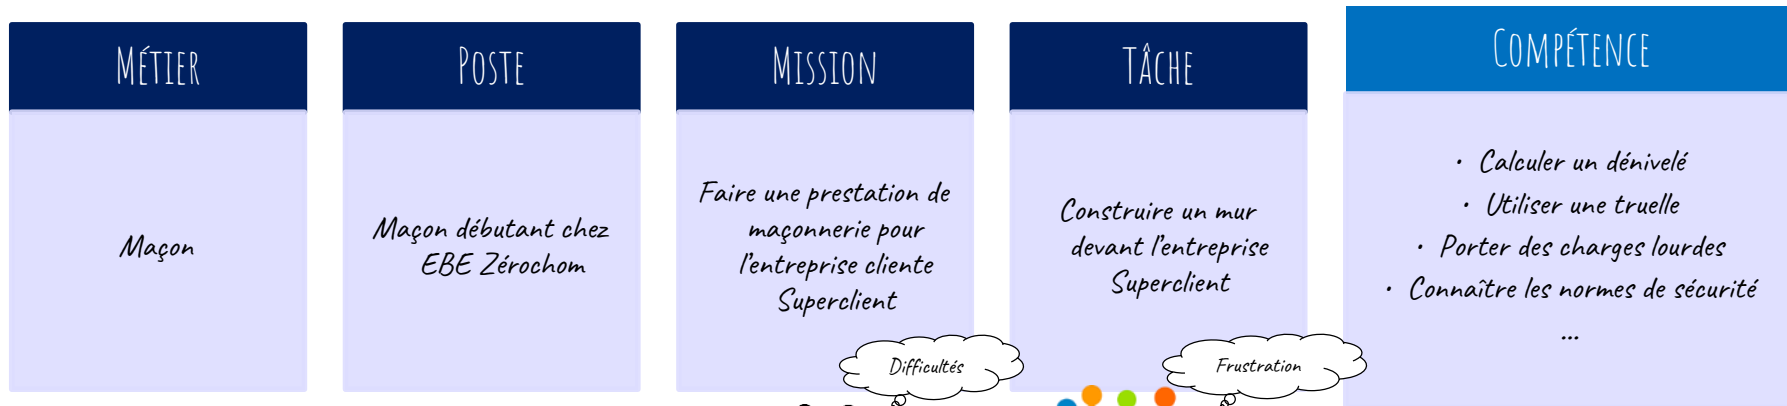 Métier
Maçon
Poste
Maçon débutant chez
EBE Zérochom
Mission
Faire une prestation de
maçonnerie pour
l'entreprise cliente
Superclient
Difficultés
Tâche
Construire un mur
devant l'entreprise
Superclient
Frustration
Compétence
• Calculer un dénivelé
• Utiliser une truelle
• Porter des charges lourdes
• Connaître les normes de sécurité
...